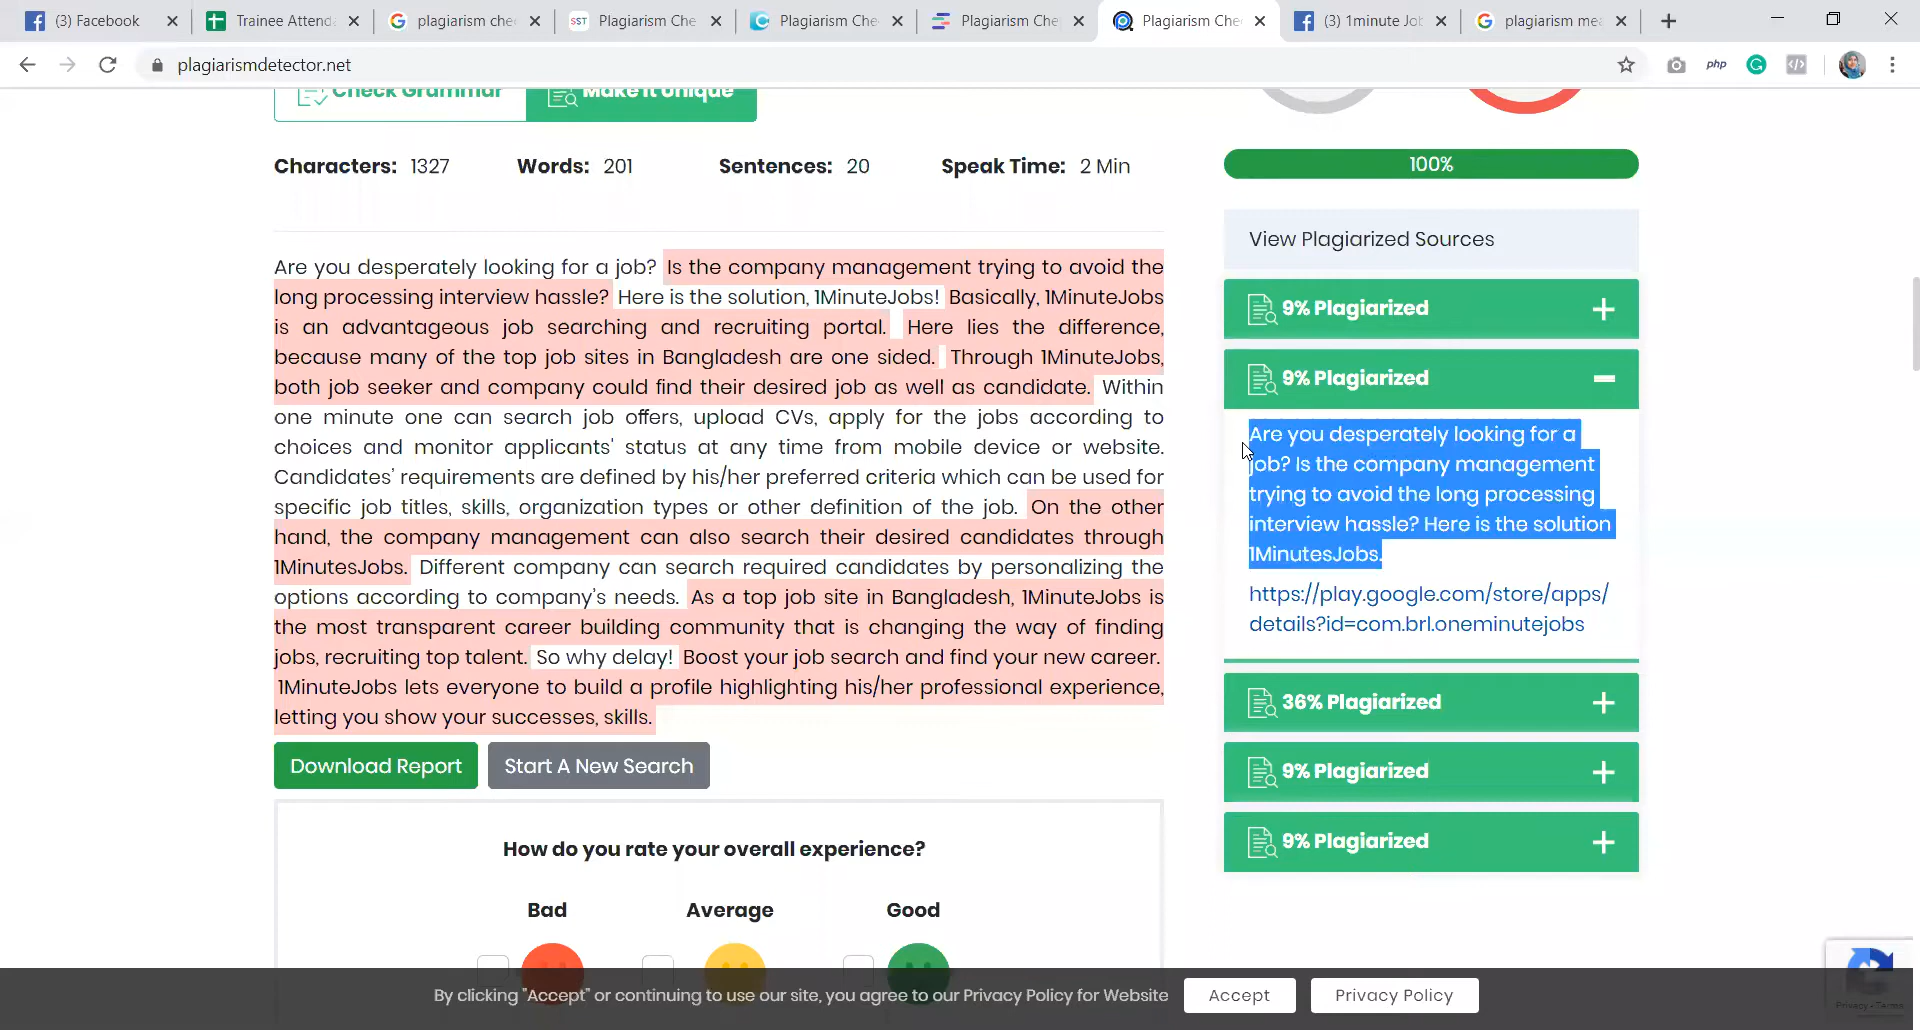 (3) Facebook
Trainee Attenda
plagiarism che
Plagiarism Che
Plagiarism Che
Plagiarism Che
Plagiarism Che
(3) 1minute Job
plagiarism mea
plagiarismdetector.net
php
Check Grammar
Make It Unique
Characters: 1327 Words: 201 Sentences: 20 Speak Time: 2 Min
100%
View Plagiarized Sources
Are you desperately looking for a job? Is the company management trying to avoid the
long processing interview hassle? Here is the solution, 1MinuteJobs! Basically, 1MinuteJobs
is an advantageous job searching and recruiting portal. Here lies the difference,
because many of the top job sites in Bangladesh are one sided. Through 1MinuteJobs,
both job seeker and company could find their desired job as well as candidate. Within
one minute one can search job offers, upload CVs, apply for the jobs according to
choices and monitor applicants' status at any time from mobile device or website.
Candidates' requirements are defined by his/her preferred criteria which can be used for
specific job titles, skills, organization types or other definition of the job. On the other
hand, the company management can also search their desired candidates through
1MinutesJobs. Different company can search required candidates by personalizing the
options according to company's needs. As a top job site in Bangladesh, 1MinuteJobs is
the most transparent career building community that is changing the way of finding
jobs, recruiting top talent. So why delay! Boost your job search and find your new career.
1MinuteJobs lets everyone to build a profile highlighting his/her professional experience,
letting you show your successes, skills.
Download Report
Start A New Search
9% Plagiarized
9% Plagiarized
Are you desperately looking for a
job? Is the company management
trying to avoid the long processing
interview hassle? Here is the solution
1MinutesJobs.
https://play.google.com/store/apps/
details?id=com.brl.oneminutejobs
36% Plagiarized
9% Plagiarized
9% Plagiarized
How do you rate your overall experience?
Bad
Average
Good
By clicking "Accept" or continuing to use our site, you agree to our Privacy Policy for Website
Accept
Privacy Policy
Privacy - Terms